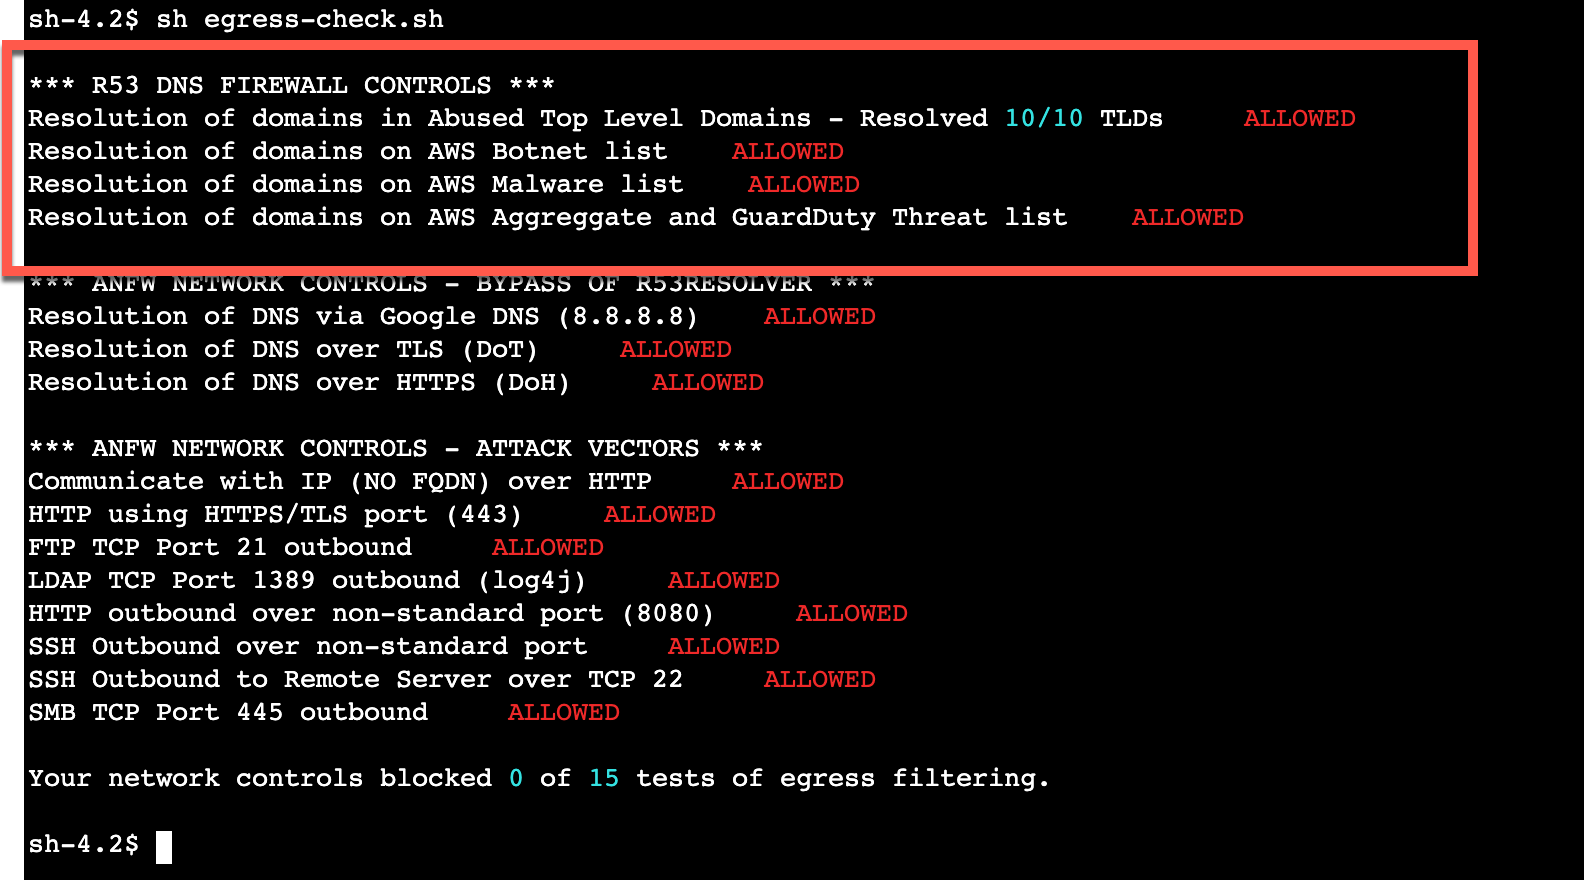 sh-4.2$ sh egress-check.sh
*** R53 DNS FIREWALL CONTROLS ***
Resolution of domains in Abused Top Level Domains - Resolved 10/10 TLDs ALLOWED
Resolution of domains on AWS Botnet list ALLOWED
Resolution of domains on AWS Malware list ALLOWED
Resolution of domains on AWS Aggreggate and GuardDuty Threat list ALLOWED
*** ANFW NETWORK CONTROLS - BYPASS OF R53RESOLVER ***
Resolution of DNS via Google DNS (8.8.8.8) ALLOWED
Resolution of DNS over TLS (DoT) ALLOWED
Resolution of DNS over HTTPS (DoH) ALLOWED
*** ANFW NETWORK CONTROLS - ATTACK VECTORS ***
Communicate with IP (NO FQDN) over HTTP ALLOWED
HTTP using HTTPS/TLS port (443) ALLOWED
FTP TCP Port 21 outbound ALLOWED
LDAP TCP Port 1389 outbound (log4j) ALLOWED
HTTP outbound over non-standard port (8080) ALLOWED
SSH Outbound over non-standard port ALLOWED
SSH Outbound to Remote Server over TCP 22 ALLOWED
SMB TCP Port 445 outbound ALLOWED
Your network controls blocked 0 of 15 tests of egress filtering.
sh-4.2$